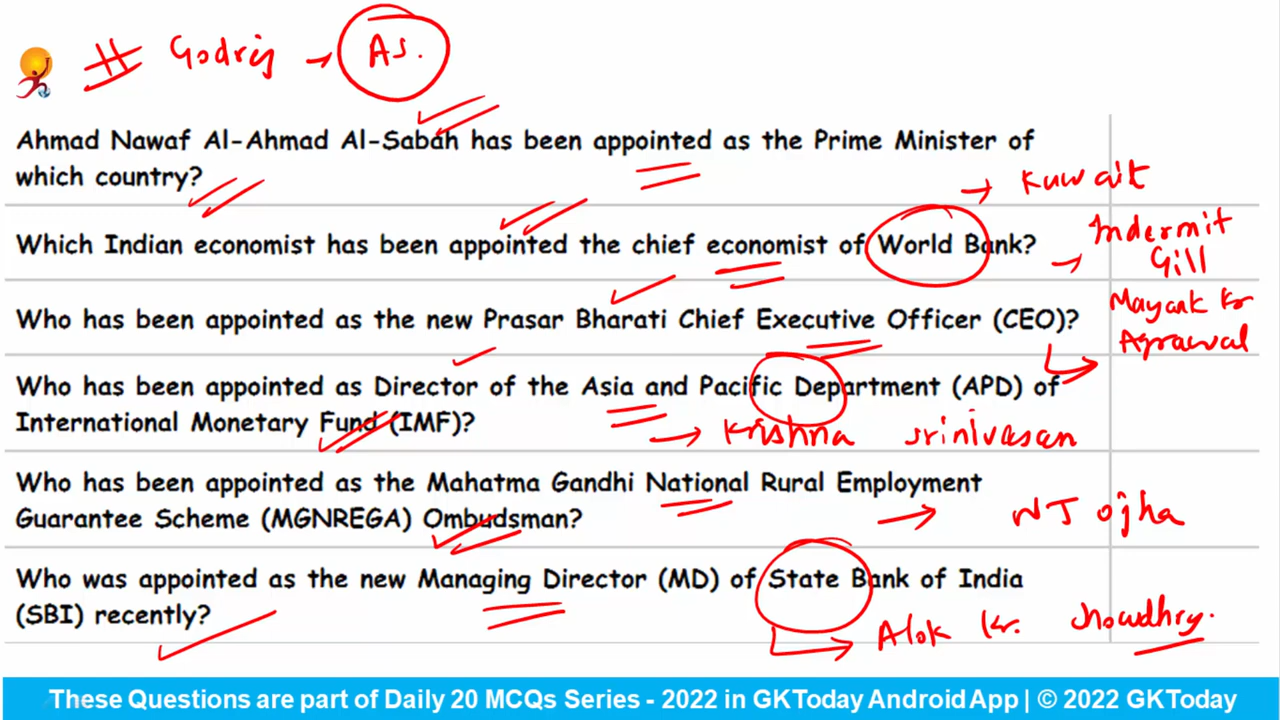 # Godrej → As.
Ahmad Nawaf Al-Ahmad Al-Sabah has been appointed as the Prime Minister of
which country?
→ Kuwait
Which Indian economist has been appointed the chief economist of World Bank?
→ Indermit
Gill
Who has been appointed as the new Prasar Bharati Chief Executive Officer (CEO)?
Mayank Kr
Agrawal
Who has been appointed as Director of the Asia and Pacific Department (APD) of
International Monetary Fund (IMF)?
→ Krishna Srinivasan
Who has been appointed as the Mahatma Gandhi National Rural Employment
Guarantee Scheme (MGNREGA) Ombudsman?
→ NJ Ojha
Who was appointed as the new Managing Director (MD) of State Bank of India
(SBI) recently?
→ Alok Kr. Chowdhry.
These Questions are part of Daily 20 MCQs Series - 2022 in GKToday Android App | © 2022 GKToday